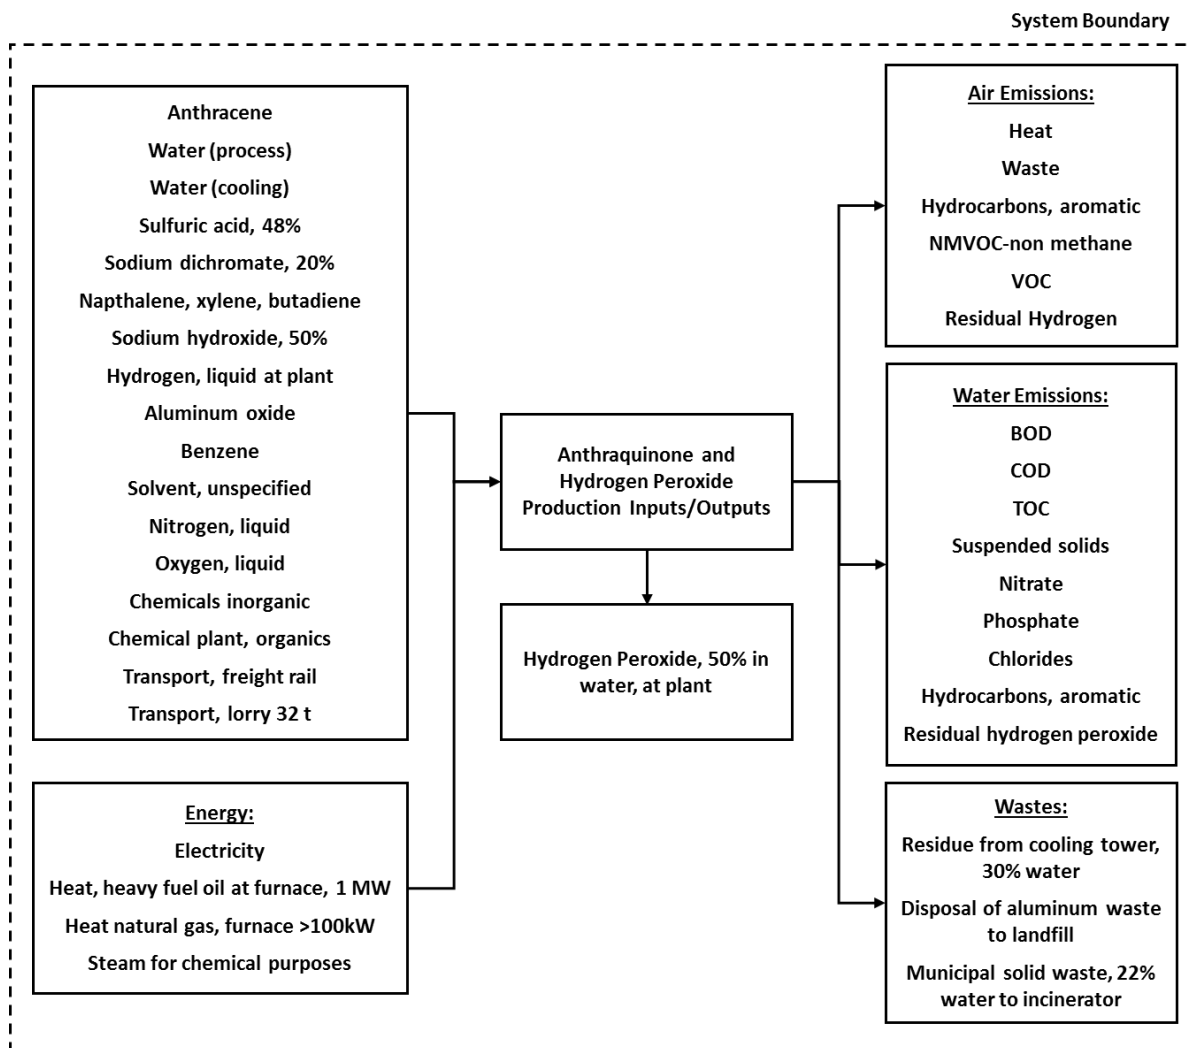 System Boundary
Anthracene
Water (process)
Water (cooling)
Sulfuric acid, 48%
Sodium dichromate, 20%
Napthalene, xylene, butadiene
Sodium hydroxide, 50%
Hydrogen, liquid at plant
Aluminum oxide
Benzene
Solvent, unspecified
Nitrogen, liquid
Oxygen, liquid
Chemicals inorganic
Chemical plant, organics
Transport, freight rail
Transport, lorry 32 t
Energy:
Electricity
Heat, heavy fuel oil at furnace, 1 MW
Heat natural gas, furnace >100kW
Steam for chemical purposes
Anthraquinone and
Hydrogen Peroxide
Production Inputs/Outputs
Hydrogen Peroxide, 50% in
water, at plant
Air Emissions:
Heat
Waste
Hydrocarbons, aromatic
NMVOC-non methane
VOC
Residual Hydrogen
Water Emissions:
BOD
COD
TOC
Suspended solids
Nitrate
Phosphate
Chlorides
Hydrocarbons, aromatic
Residual hydrogen peroxide
Wastes:
Residue from cooling tower,
30% water
Disposal of aluminum waste
to landfill
Municipal solid waste, 22%
water to incinerator